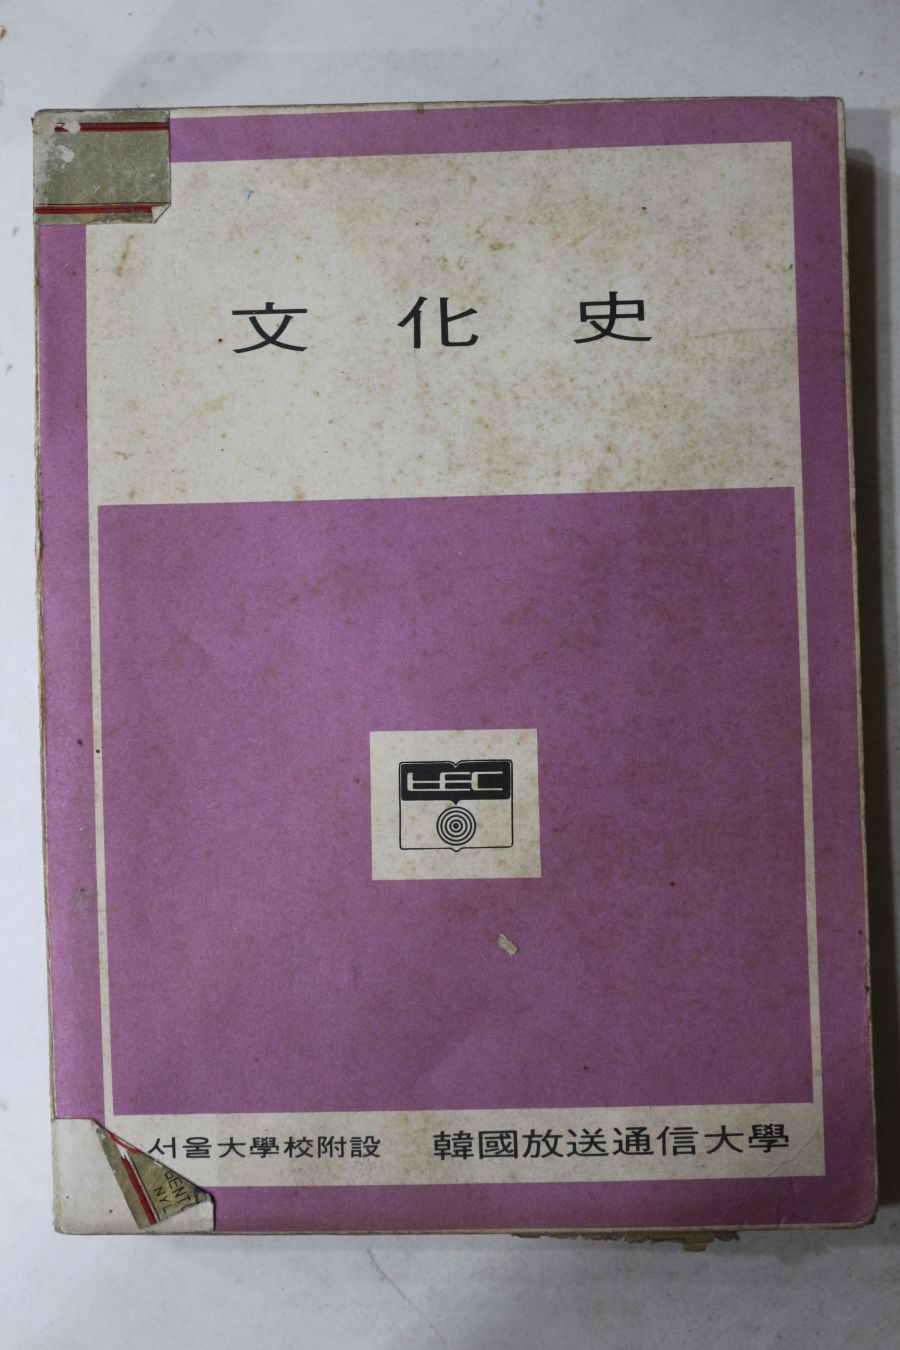 文化史
서울大學校附設 韓國放送通信大學